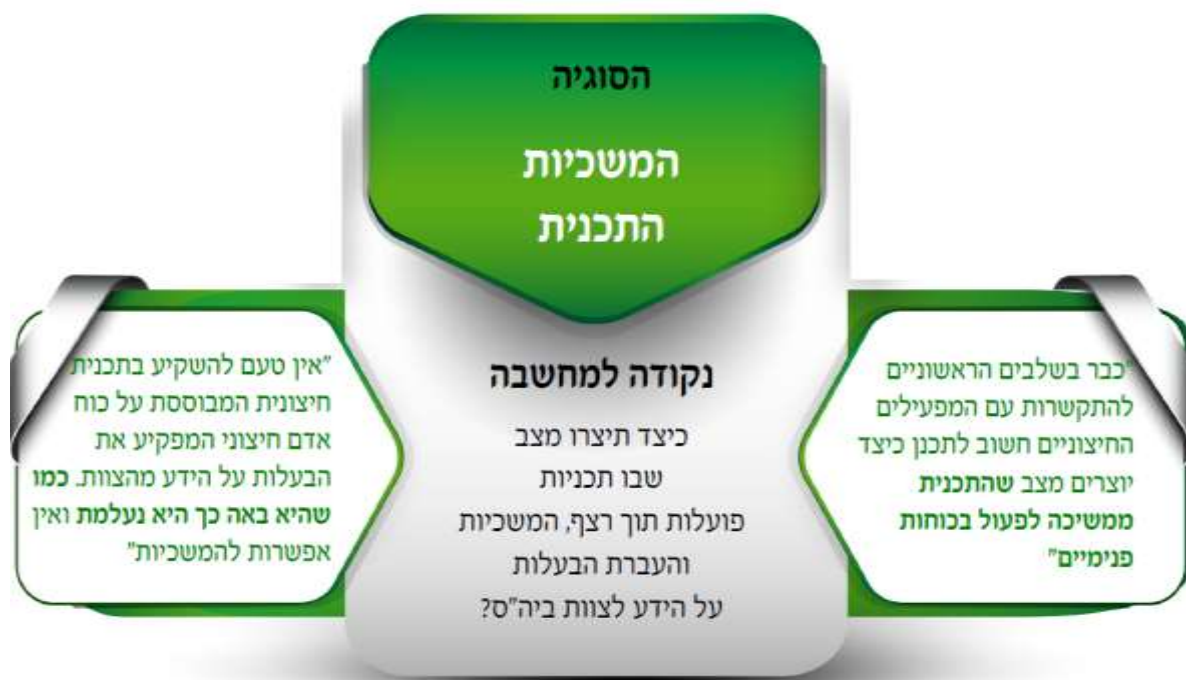 הסוגיה
המשכיות
התכנית
"כבר בשלבים הראשוניים
להתקשרות עם המפעילים
החיצוניים חשוב לתכנן כיצד
יוצרים מצב שהתכנית
ממשיכה לפעול בכוחות
פנימיים"
נקודה למחשבה
כיצד תיצרו מצב
שבו תכניות
פועלות תוך רצף, המשכיות
והעברת הבעלות
על הידע לצוות ביה"ס?
"אין טעם להשקיע בתכנית
חיצונית המבוססת על כוח
אדם חיצוני המפקיע את
הבעלות על הידע מהצוות. כמו
שהיא באה כך היא נעלמת ואין
אפשרות להמשכיות"